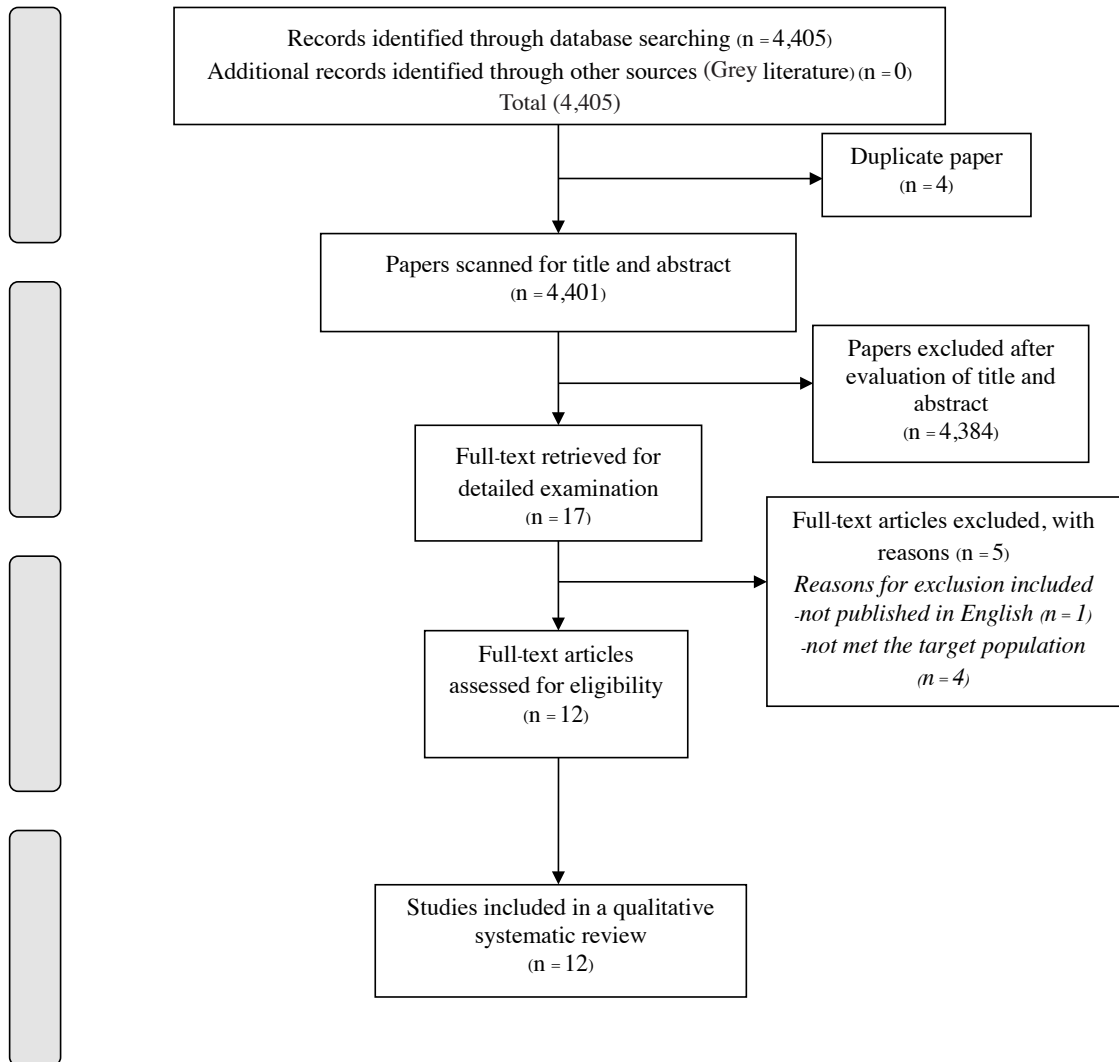 Records identified through database searching (n = 4,405)
Additional records identified through other sources (Grey literature) (n = 0)
Total (4,405)
Duplicate paper
(n = 4)
Papers scanned for title and abstract
(n = 4,401)
Papers excluded after
evaluation of title and
abstract
(n = 4,384)
Full-text retrieved for
detailed examination
(n = 17)
Full-text articles excluded, with
reasons (n = 5)
Reasons for exclusion included
-not published in English (n = 1)
-not met the target population
(n = 4)
Full-text articles
assessed for eligibility
(n = 12)
Studies included in a qualitative
systematic review
(n = 12)